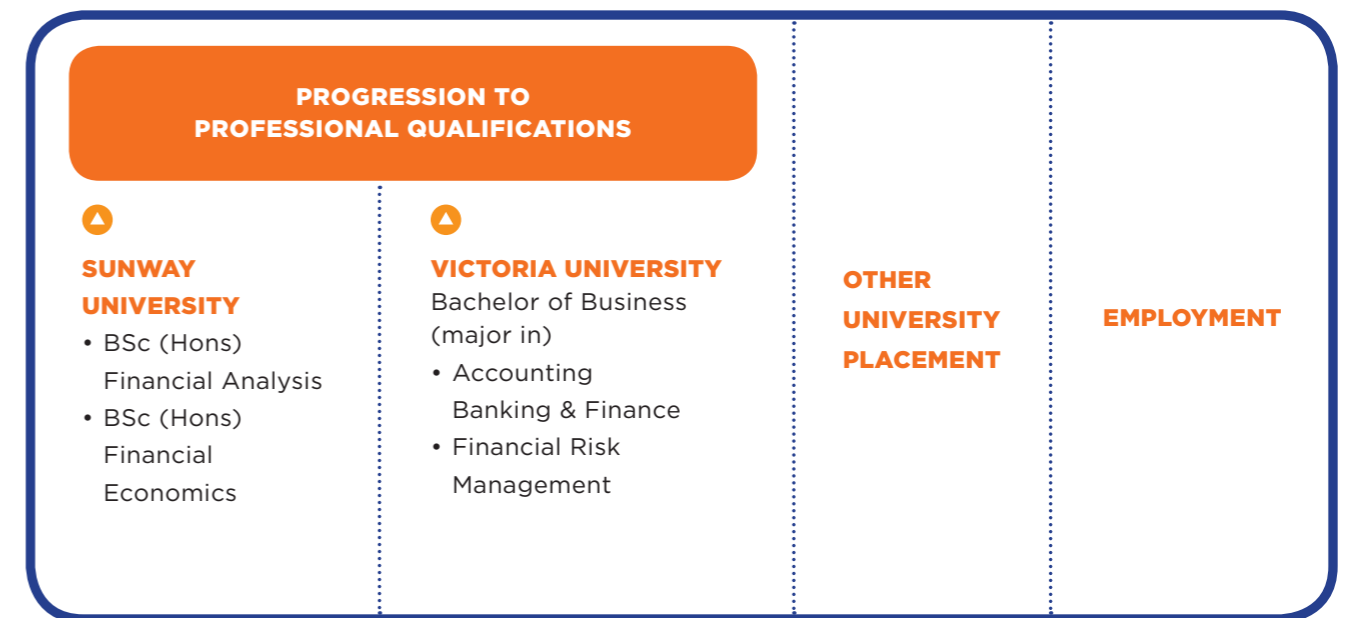 PROGRESSION TO
PROFESSIONAL QUALIFICATIONS
SUNWAY
UNIVERSITY
• BSc (Hons)
Financial Analysis
• BSc (Hons)
Financial
Economics
VICTORIA UNIVERSITY
Bachelor of Business
(major in)
• Accounting
Banking & Finance
• Financial Risk
Management
OTHER
UNIVERSITY
PLACEMENT
EMPLOYMENT